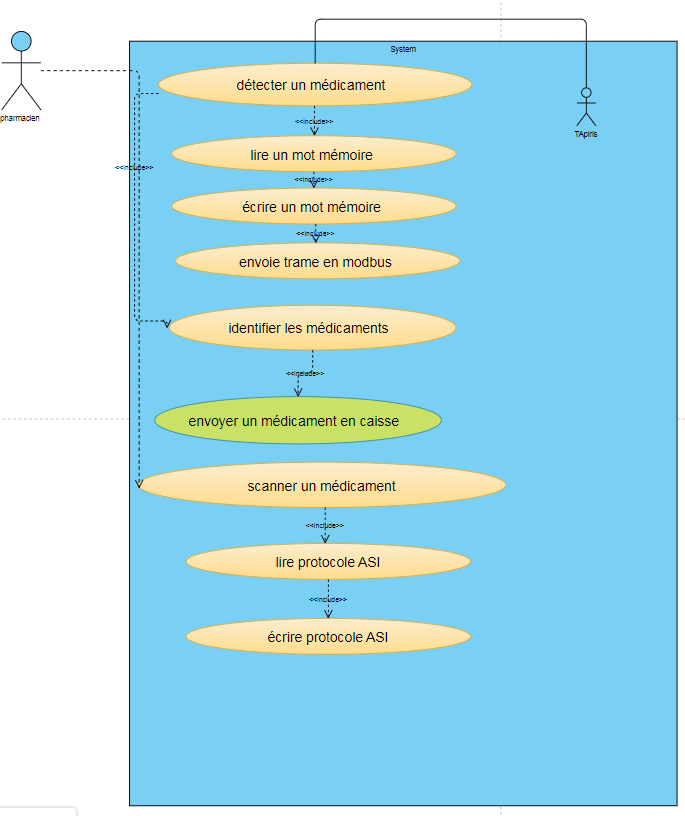 System
détecter un médicament
pharmacien
TApiris
<<include>>
lire un mot mémoire
<<include>>
<<include>>
écrire un mot mémoire
<<include>>
envoie trame en modbus
identifier les médicaments
<<include>>
envoyer un médicament en caisse
scanner un médicament
<<include>>
lire protocole ASI
<<include>>
écrire protocole ASI